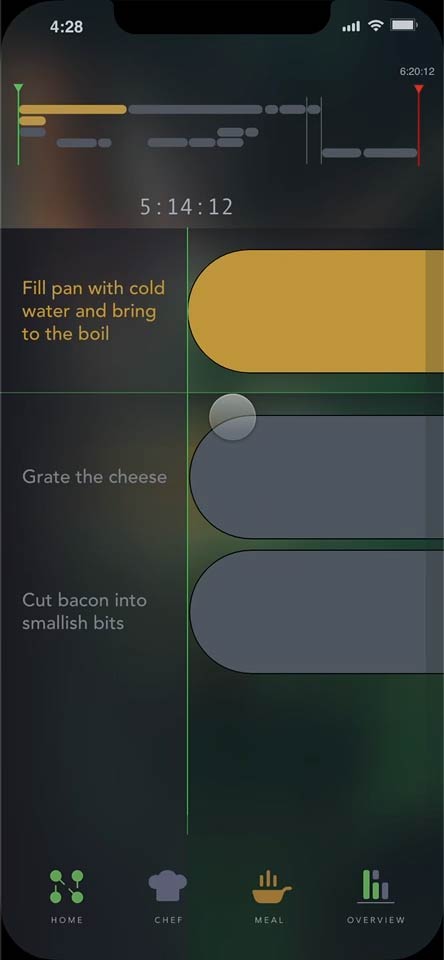 4:28
6:20:12
5:14:12
Fill pan with cold
water and bring
to the boil
Grate the cheese
Cut bacon into
smallish bits
HOME
CHEF
MEAL
OVERVIEW